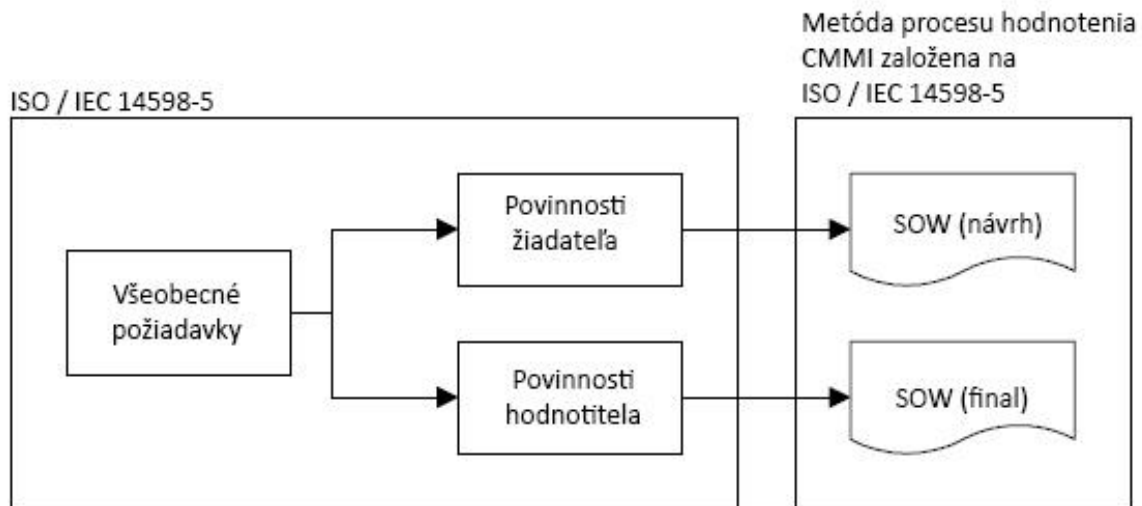 Metóda procesu hodnotenia
CMMI založena na
ISO / IEC 14598-5
ISO / IEC 14598-5
Povinnosti
žiadateľa
SOW (návrh)
Všeobecné
požiadavky
Povinnosti
hodnotitela
SOW (final)